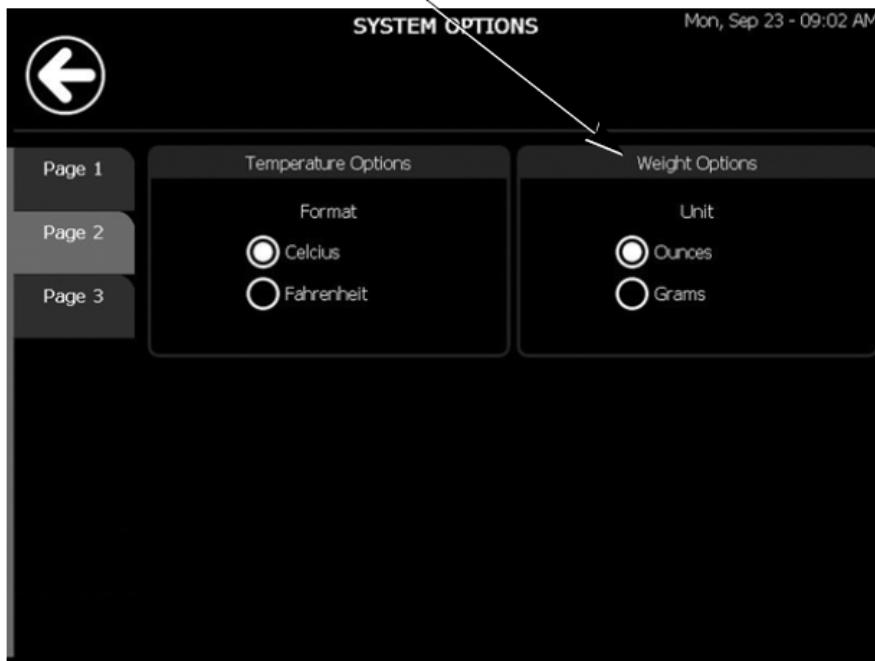 SYSTEM OPTIONS
Mon, Sep 23 - 09:02 AM
Page 1
Page 2
Page 3
Temperature Options
Format
Celcius
Fahrenheit
Weight Options
Unit
Ounces
Grams